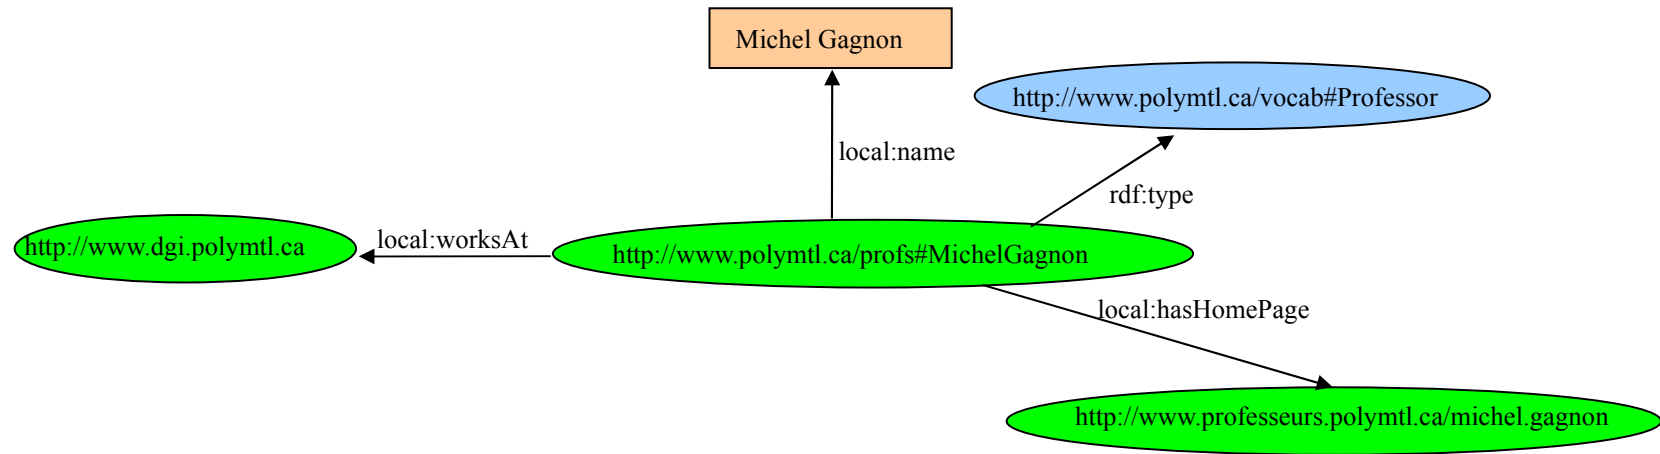 Michel Gagnon
http://www.polymtl.ca/vocab#Professor
local:name
rdf:type
http://www.dgi.polymtl.ca
local:worksAt
http://www.polymtl.ca/profs#MichelGagnon
local:hasHomePage
http://www.professeurs.polymtl.ca/michel.gagnon